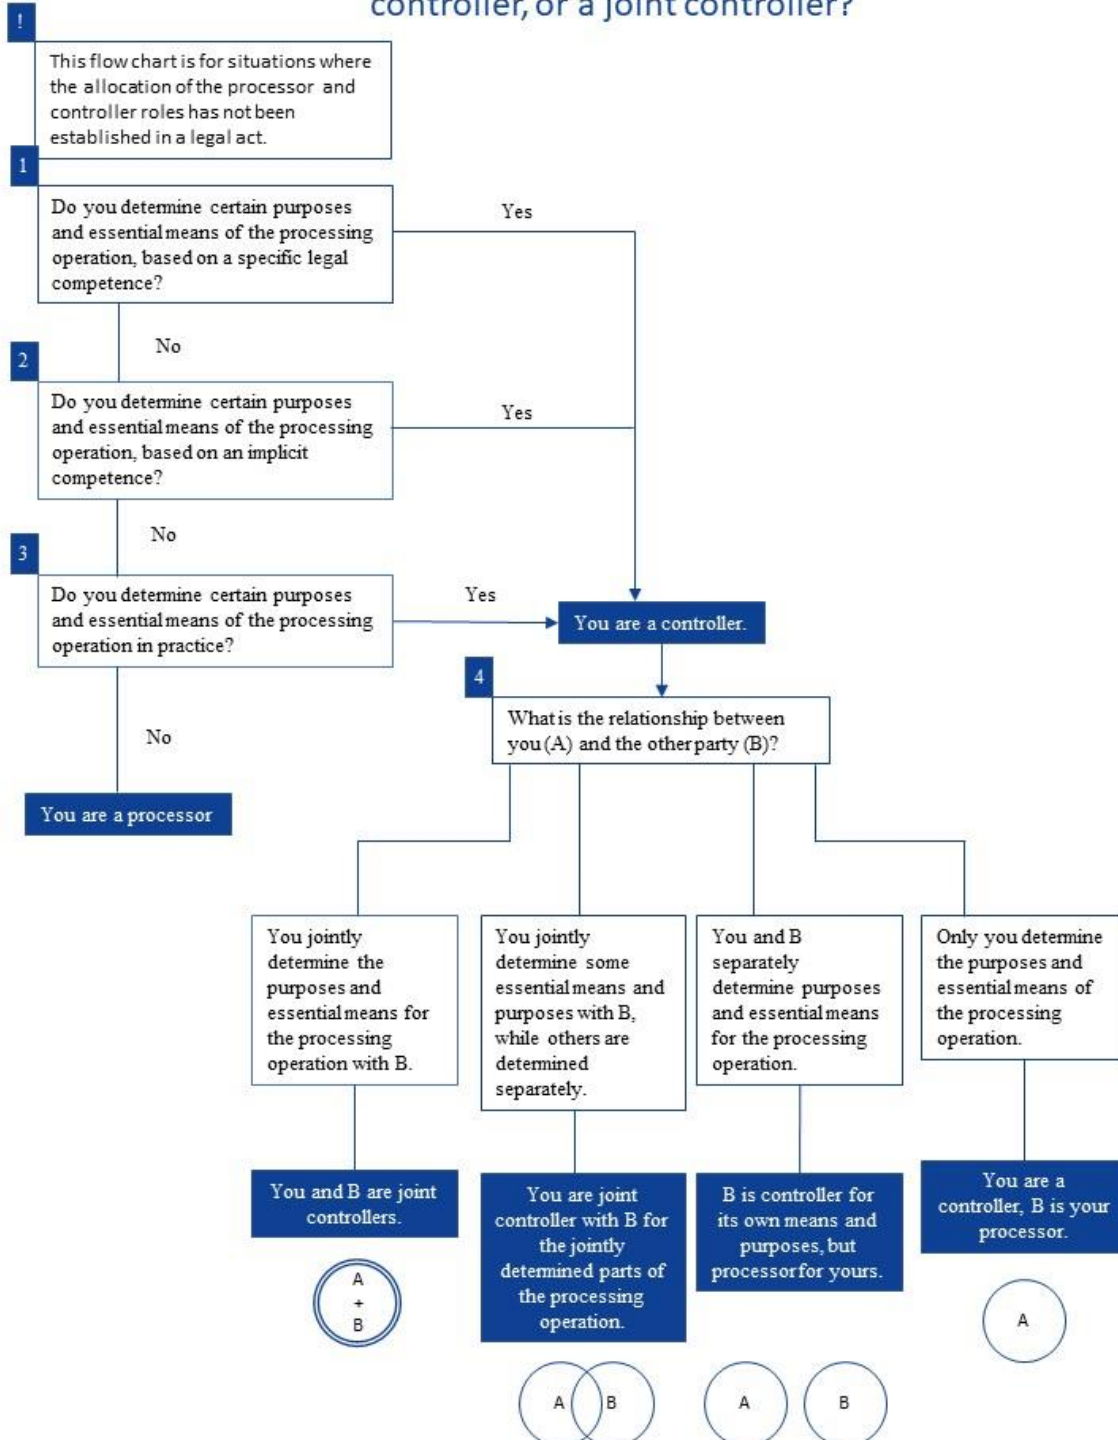 controller, or a joint controller?
!
This flow chart is for situations where
the allocation of the processor and
controller roles has not been
established in a legal act.
1
Do you determine certain purposes
and essential means of the processing
operation, based on a specific legal
competence?
Yes
No
2
Do you determine certain purposes
and essential means of the processing
operation, based on an implicit
competence?
Yes
No
3
Do you determine certain purposes
and essential means of the processing
operation in practice?
Yes
You are a controller.
No
You are a processor
4
What is the relationship between
you (A) and the other party (B)?
You jointly
determine the
purposes and
essential means for
the processing
operation with B.
You and B are joint
controllers.
A
+
B
You jointly
determine some
essential means and
purposes with B,
while others are
determined
separately.
You are joint
controller with B for
the jointly
determined parts of
the processing
operation.
A
B
You and B
separately
determine purposes
and essential means
for the processing
operation.
B is controller for
its own means and
purposes, but
processor for yours.
A
B
Only you determine
the purposes and
essential means of
the processing
operation.
You are a
controller, B is your
processor.
A